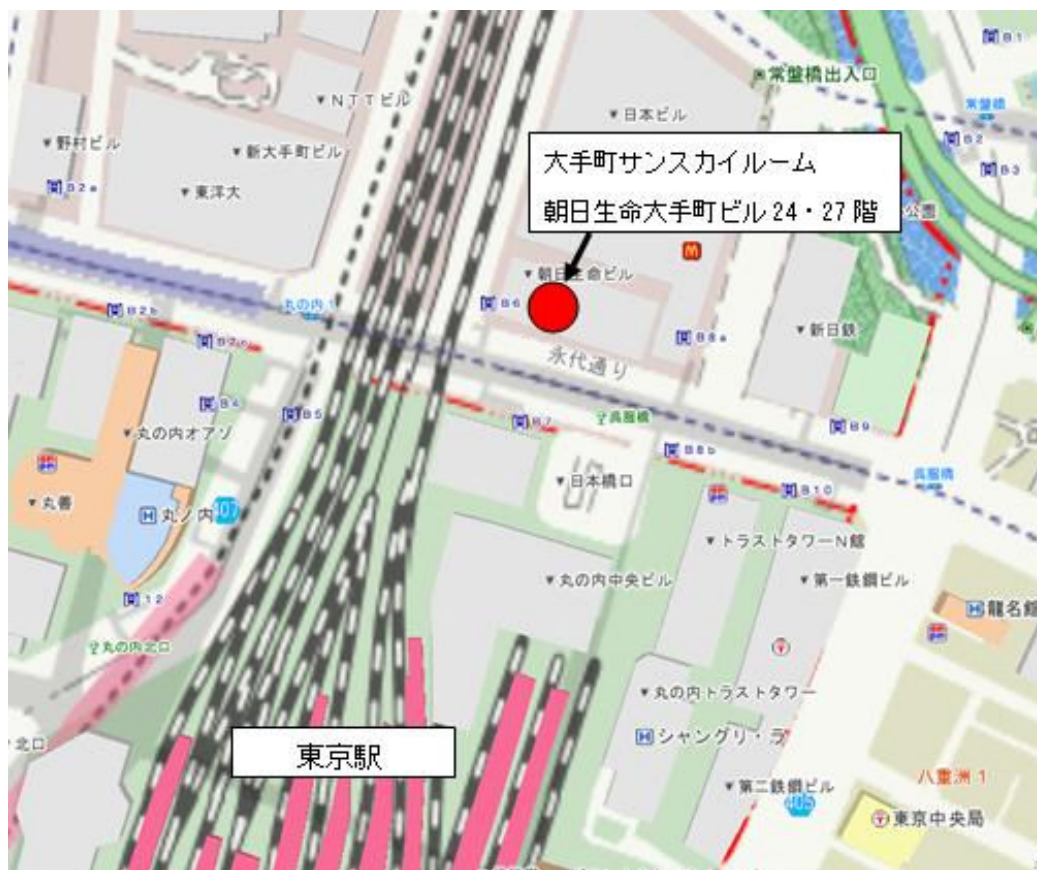 B1
常盤橋出入口
NTTビル
日本ビル
常盤橋
野村ビル
新大手町ビル
B2
B3
B2a
東洋大
大手町サンスカイルーム
朝日生命大手町ビル24・27階
公園
朝日生命ビル
丸の内1
B6
B2b
新日鉄
B8a
永代通り
B4
B5
B7
呉服橋
B9
丸の内オアゾ
B8b
呉服橋
日本橋口
B10
丸善
丸ノ内
407
トラストタワーN館
丸の内中央ビル
第一鉄鋼ビル
12
龍名館
丸の内北口
丸の内トラストタワー
北口
シャングリ・ラ
東京駅
八重洲1
第二鉄鋼ビル
405
東京中央局